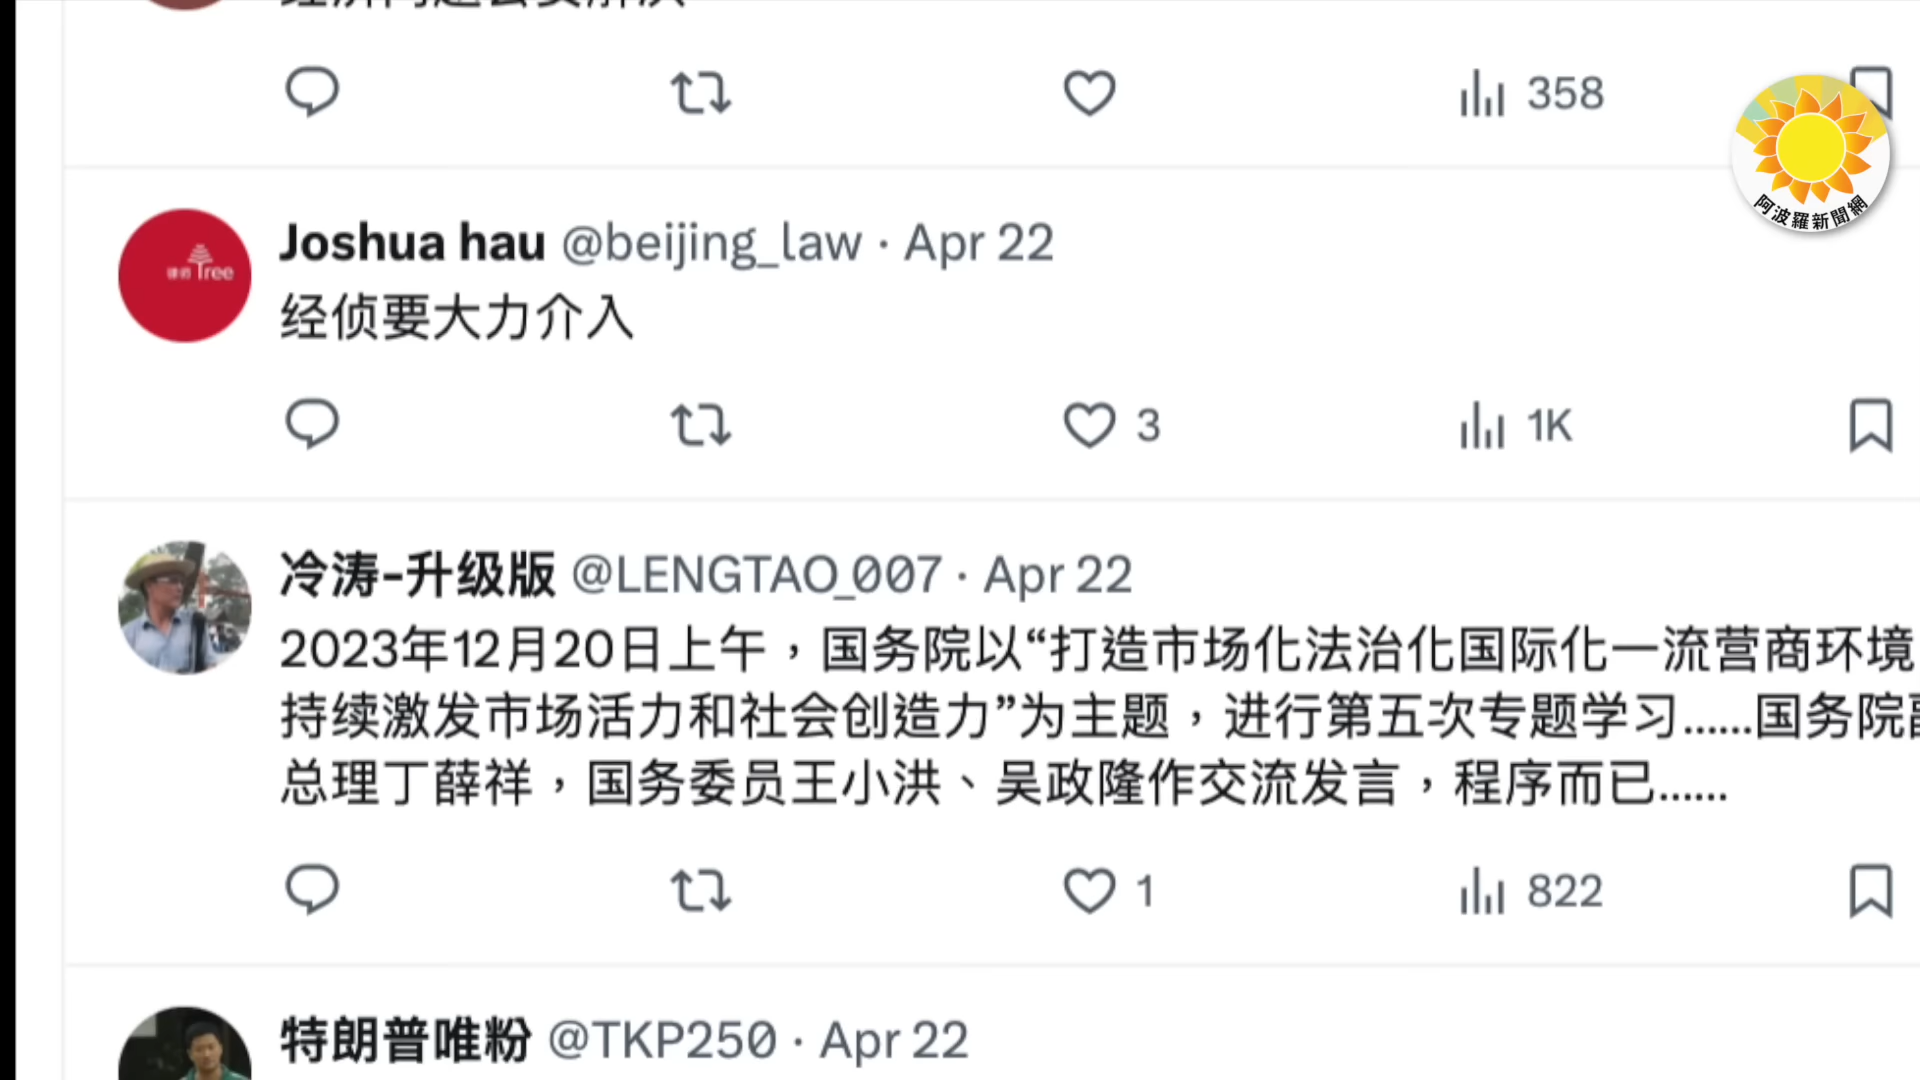 358
阿波羅新聞網
Joshua hau @beijing_law · Apr 22
律师 Tree
经侦要大力介入
3 1K
冷涛-升级版 @LENGTAO_007 · Apr 22
2023年12月20日上午，国务院以“打造市场化法治化国际化一流营商环境
持续激发市场活力和社会创造力”为主题，进行第五次专题学习......国务院副
总理丁薛祥，国务委员王小洪、吴政隆作交流发言，程序而已......
1 822
特朗普唯粉 @TKP250 · Apr 22